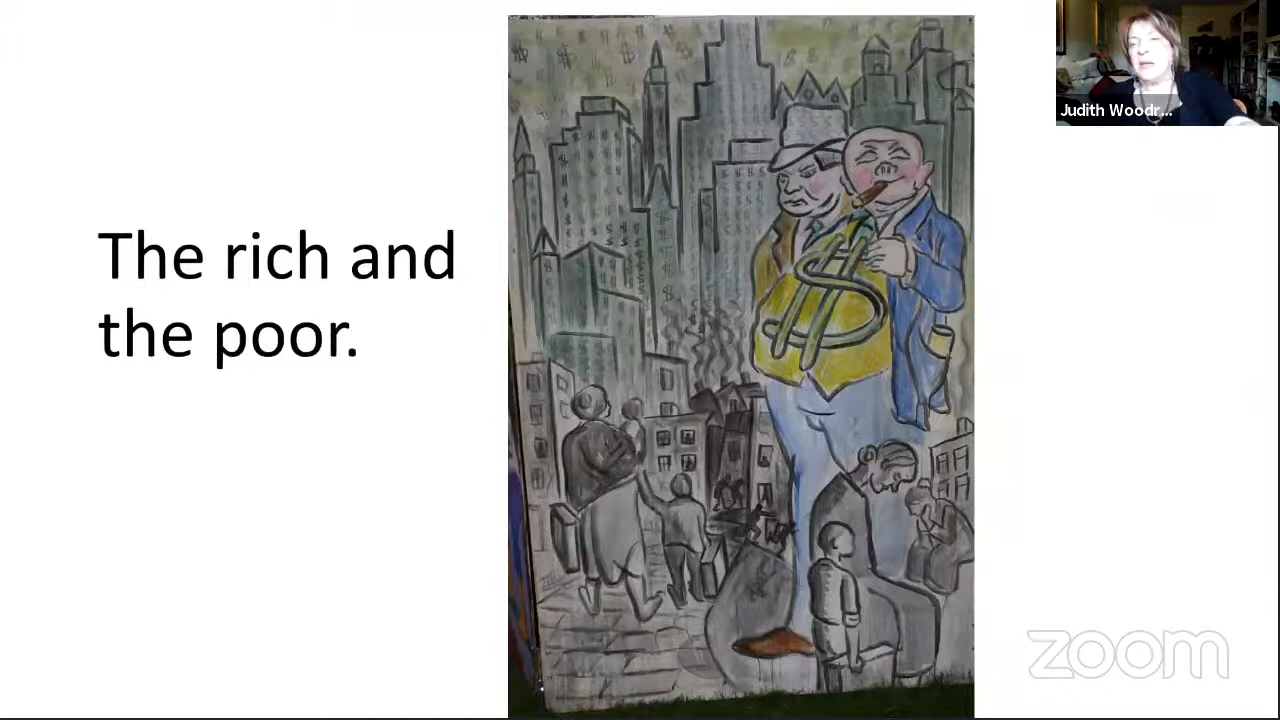 The rich and
the poor.
$
Judith Woodr...
zoom